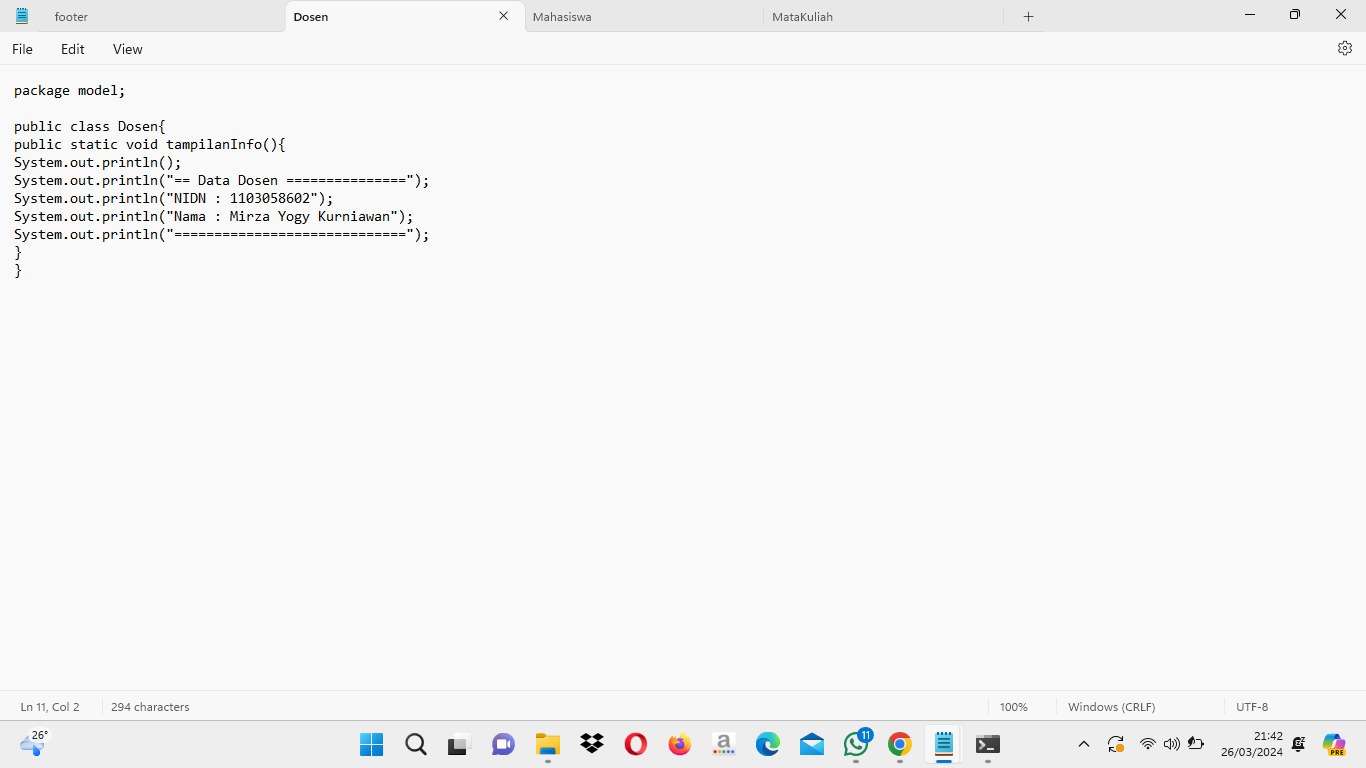 footer
Dosen
Mahasiswa
MataKuliah
File Edit View
package model;
public class Dosen{
public static void tampilanInfo(){
System.out.println();
System.out.println("== Data Dosen ===============");
System.out.println("NIDN : 1103058602");
System.out.println("Nama : Mirza Yogy Kurniawan");
System.out.println("=============================");
}
}
Ln 11, Col 2 294 characters 100% Windows (CRLF) UTF-8
26°
a
11
21:42
26/03/2024
PRE